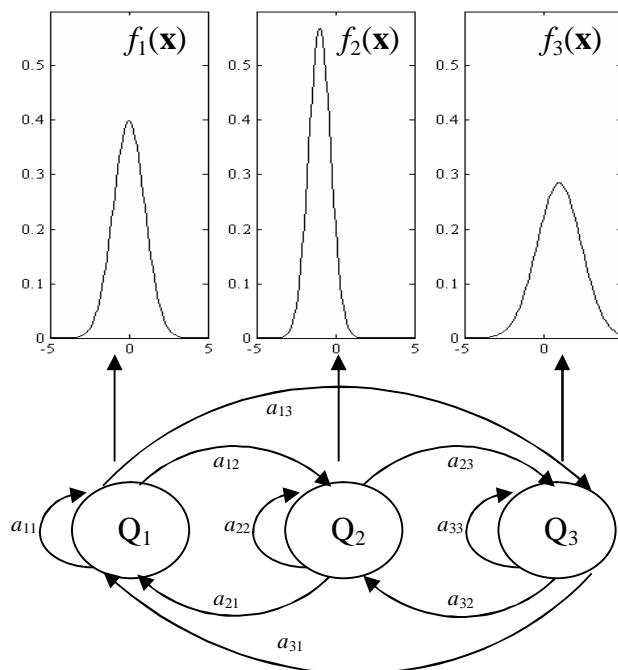 f₁(x) f₂(x) f₃(x)
0.5 0.5 0.5
0.4 0.4 0.4
0.3 0.3 0.3
0.2 0.2 0.2
0.1 0.1 0.1
0 0 0
-5 0 5 -5 0 5 -5 0
a₁₃
a₁₂ a₂₃
a₁₁ Q₁ a₂₂ Q₂ a₃₃ Q₃
a₂₁ a₃₂
a₃₁